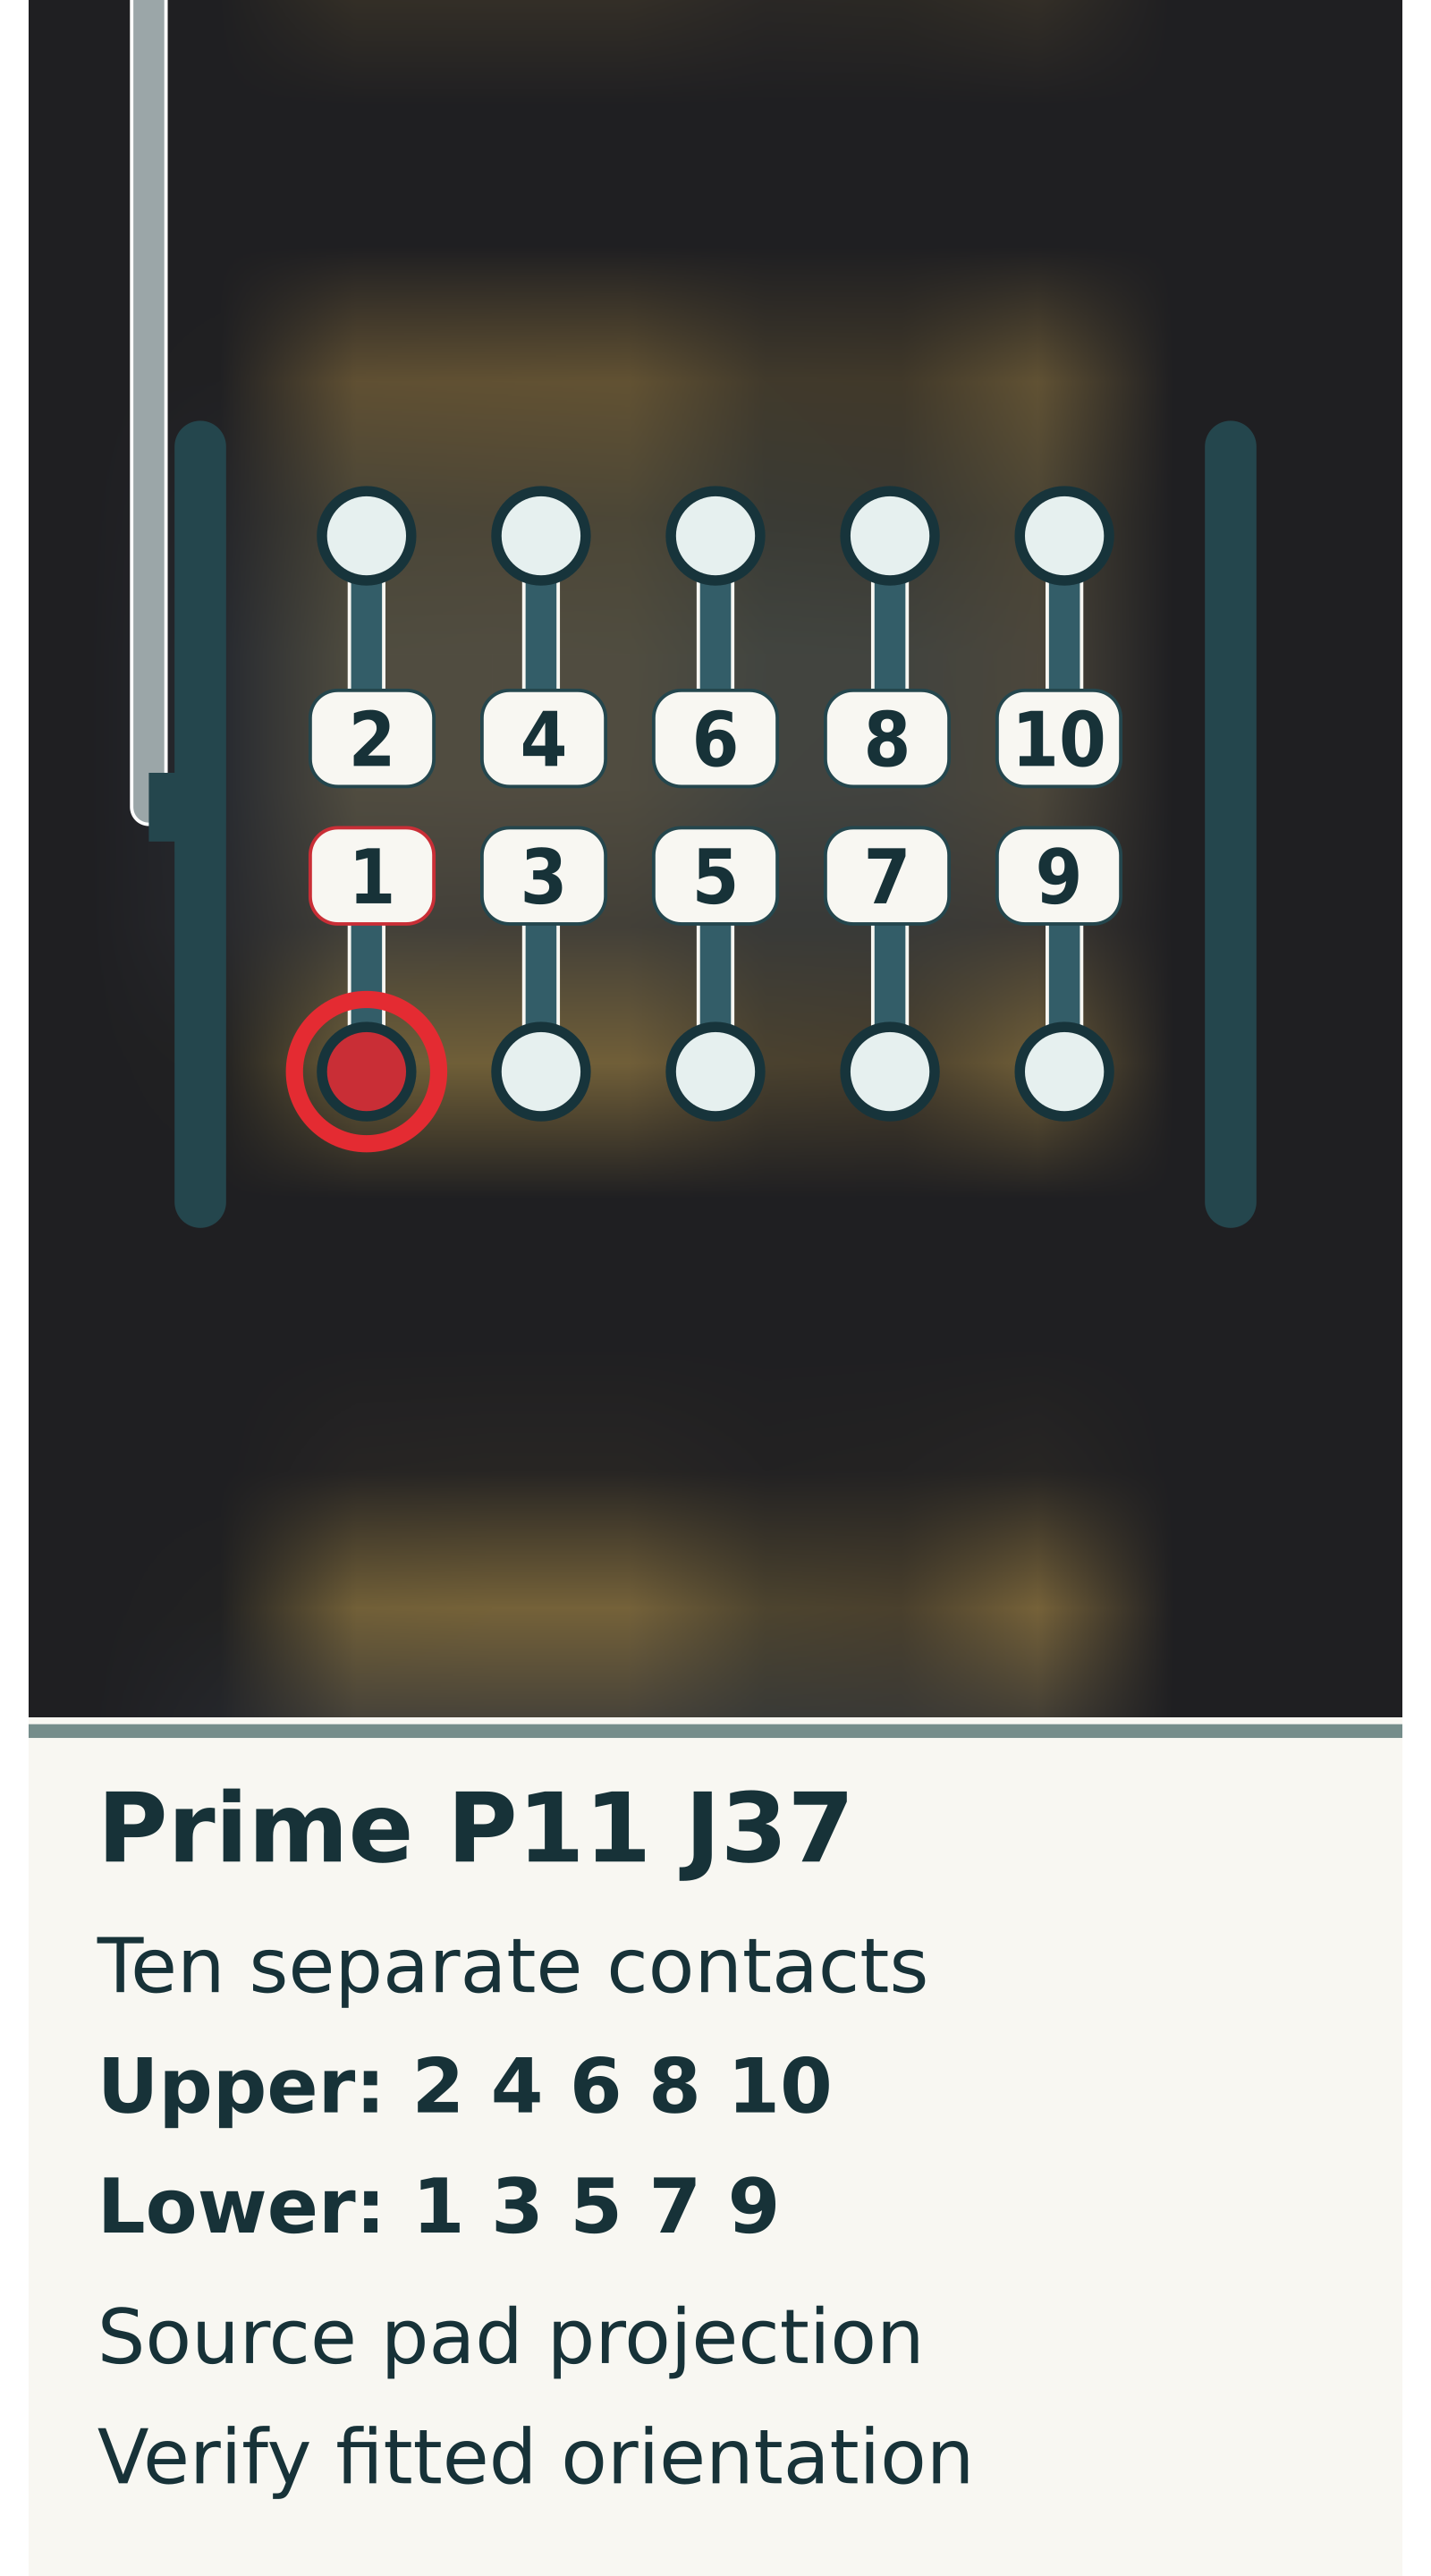 2 4 6 8 10
1 3 5 7 9
Prime P11 J37
Ten separate contacts
Upper: 2 4 6 8 10
Lower: 1 3 5 7 9
Source pad projection
Verify fitted orientation